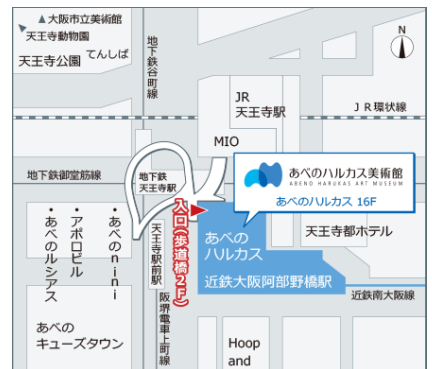 ▲大阪市立美術館
天王寺動物園
天王寺公園 てんしば
地下鉄谷町線
N
JR
天王寺駅
JR環状線
MIO
地下鉄御堂筋線
地下鉄
天王寺駅
あべのハルカス美術館
ABENO HARUKAS ART MUSEUM
あべのハルカス 16F
入口(歩道橋2F)
・あべのnini
・アポロビル
・あべのルシアス
天王寺駅前駅
あべの
ハルカス
天王寺都ホテル
近鉄大阪阿部野橋駅
近鉄南大阪線
阪堺電車上町線
あべの
キューズタウン
Hoop
and